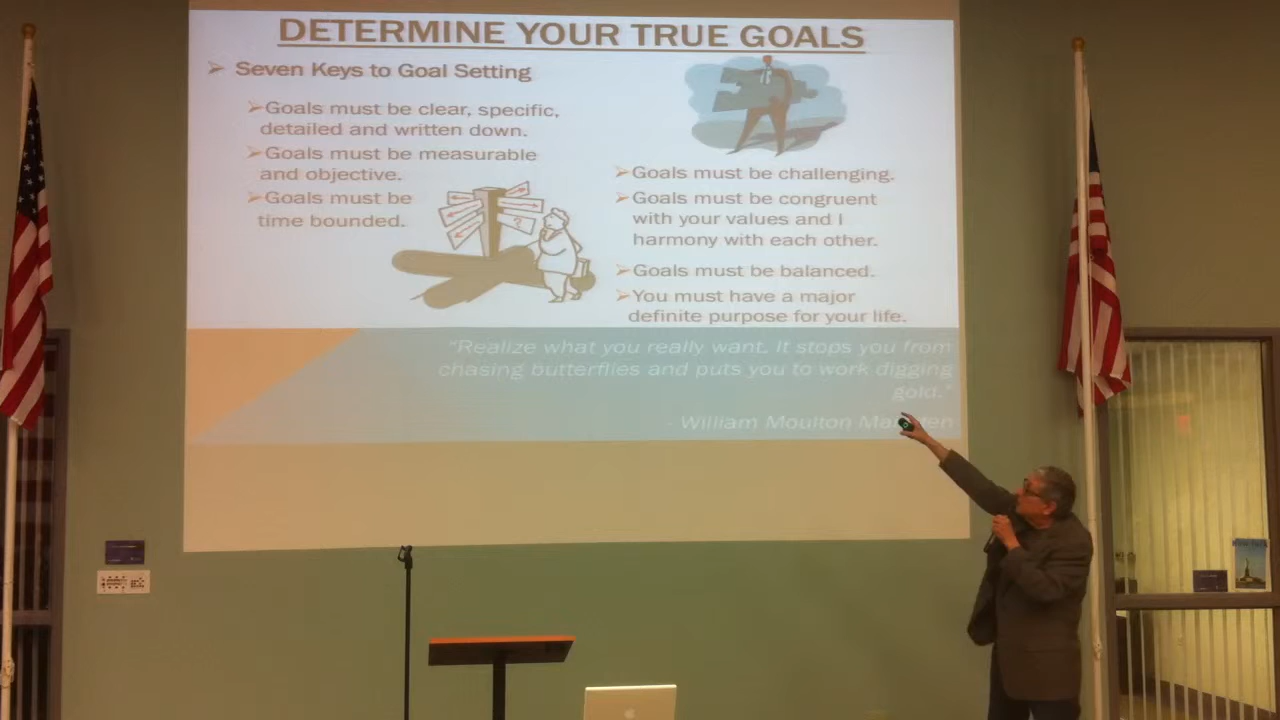 DETERMINE YOUR TRUE GOALS
➢ Seven Keys to Goal Setting
➢Goals must be clear, specific,
detailed and written down.
➢Goals must be measurable
and objective.
➢Goals must be
time bounded.
?
➢Goals must be challenging.
➢Goals must be congruent
with your values and I
harmony with each other.
➢Goals must be balanced.
➢You must have a major
definite purpose for your life.
"Realize what you really want. It stops you from
chasing butterflies and puts you to work digging
gold."
- William Moulton